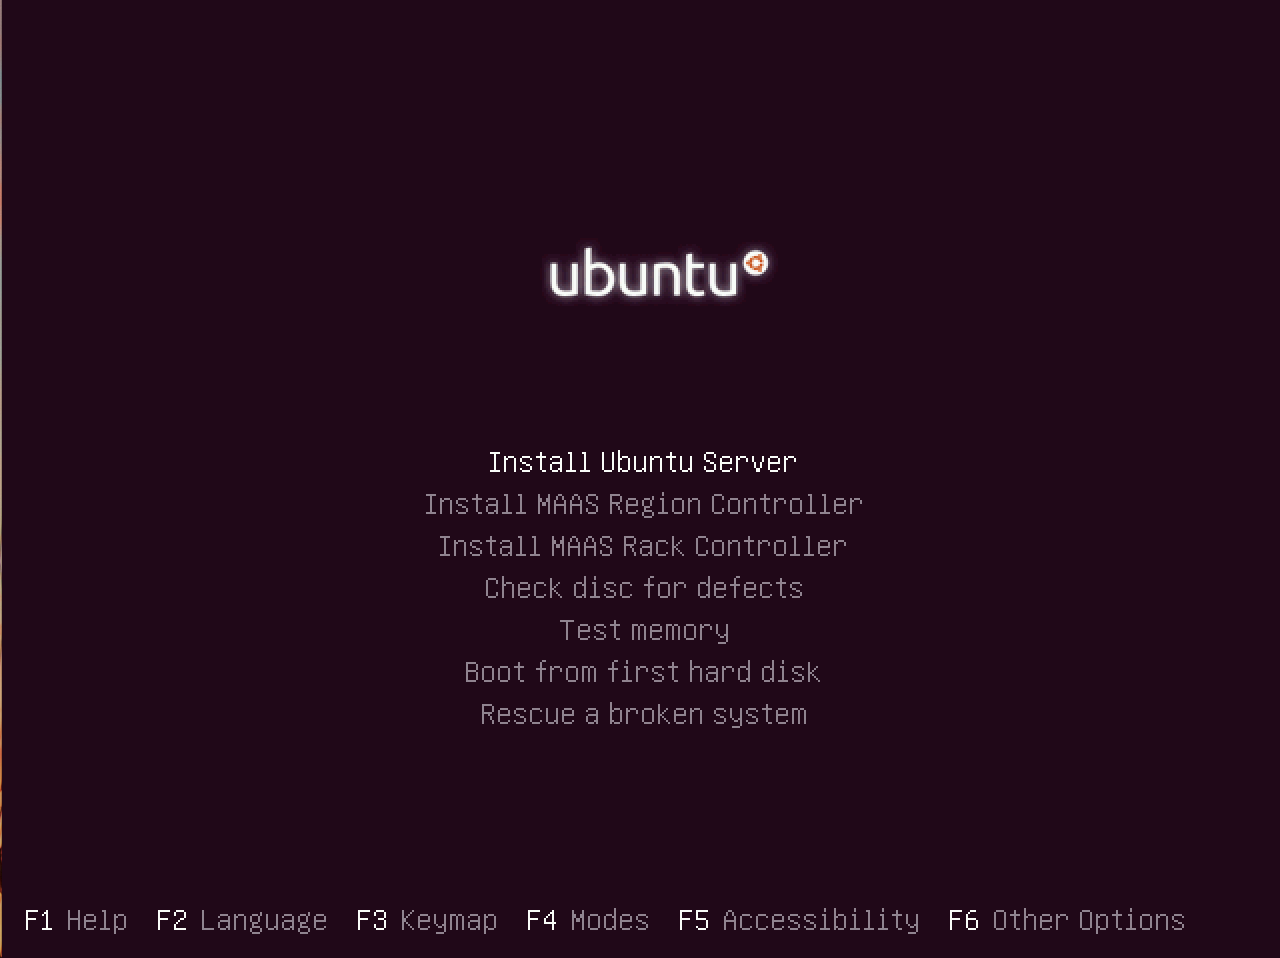 ubuntu
Install Ubuntu Server
Install MAAS Region Controller
Install MAAS Rack Controller
Check disc for defects
Test memory
Boot from first hard disk
Rescue a broken system
F1 Help F2 Language F3 Keymap F4 Modes F5 Accessibility F6 Other Options